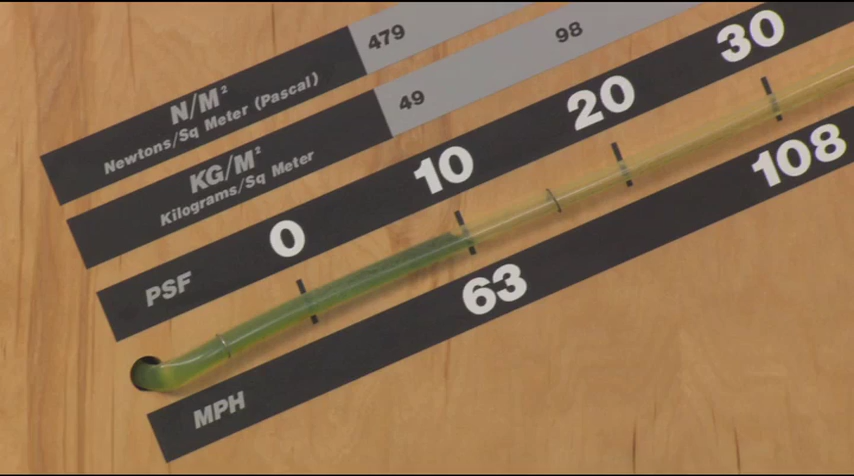 N/M² 479
Newtons/Sq Meter (Pascal)
KG/M² 49 98
Kilograms/Sq Meter
PSF 0 10 20 30
MPH 63 108